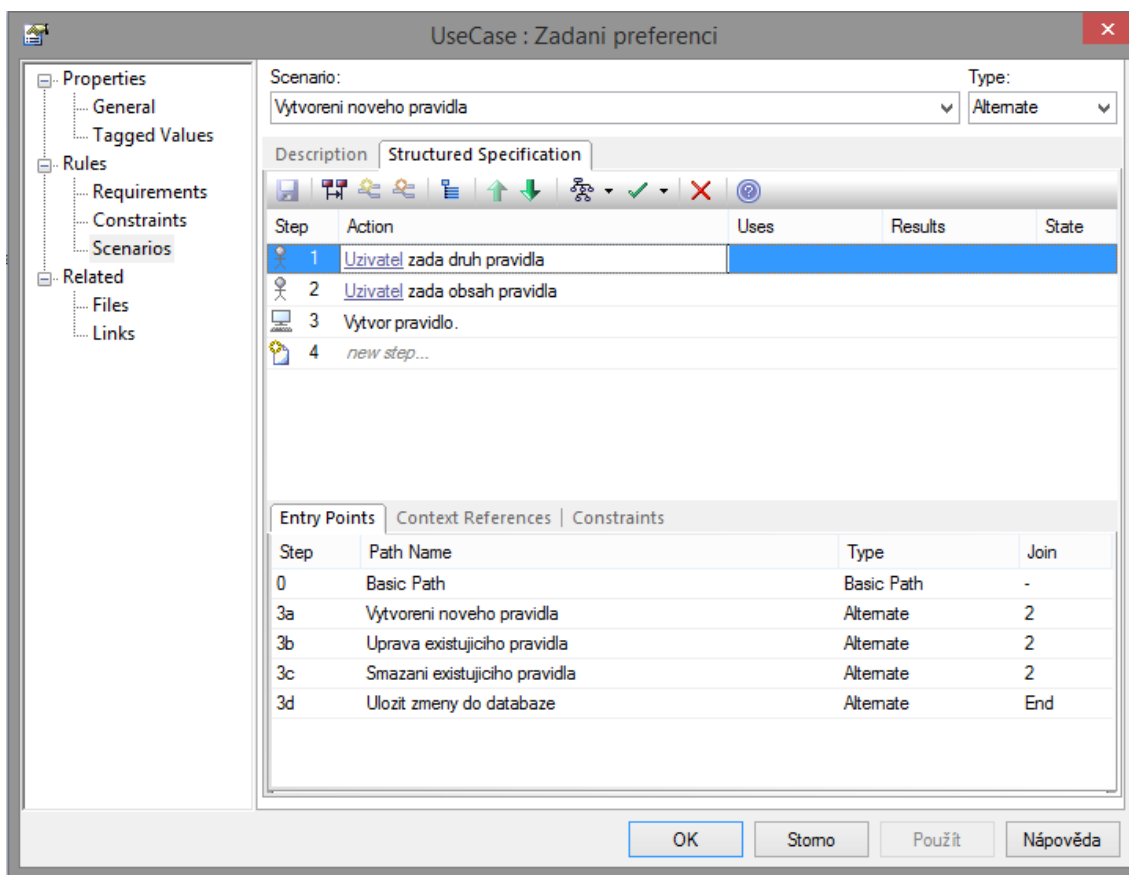 UseCase : Zadani preferenci
Properties
General
Tagged Values
Rules
Requirements
Constraints
Scenarios
Related
Files
Links
Scenario: Type:
Vytvoreni noveho pravidla Alternate
Description Structured Specification
Step Action Uses Results State
1 Uzivatel zada druh pravidla
2 Uzivatel zada obsah pravidla
3 Vytvor pravidlo.
4 new step...
Entry Points Context References | Constraints
Step Path Name Type Join
0 Basic Path Basic Path -
3a Vytvoreni noveho pravidla Alternate 2
3b Uprava existujiciho pravidla Alternate 2
3c Smazani existujiciho pravidla Alternate 2
3d Ulozit zmeny do databaze Alternate End
OK Storno Použít Nápověda